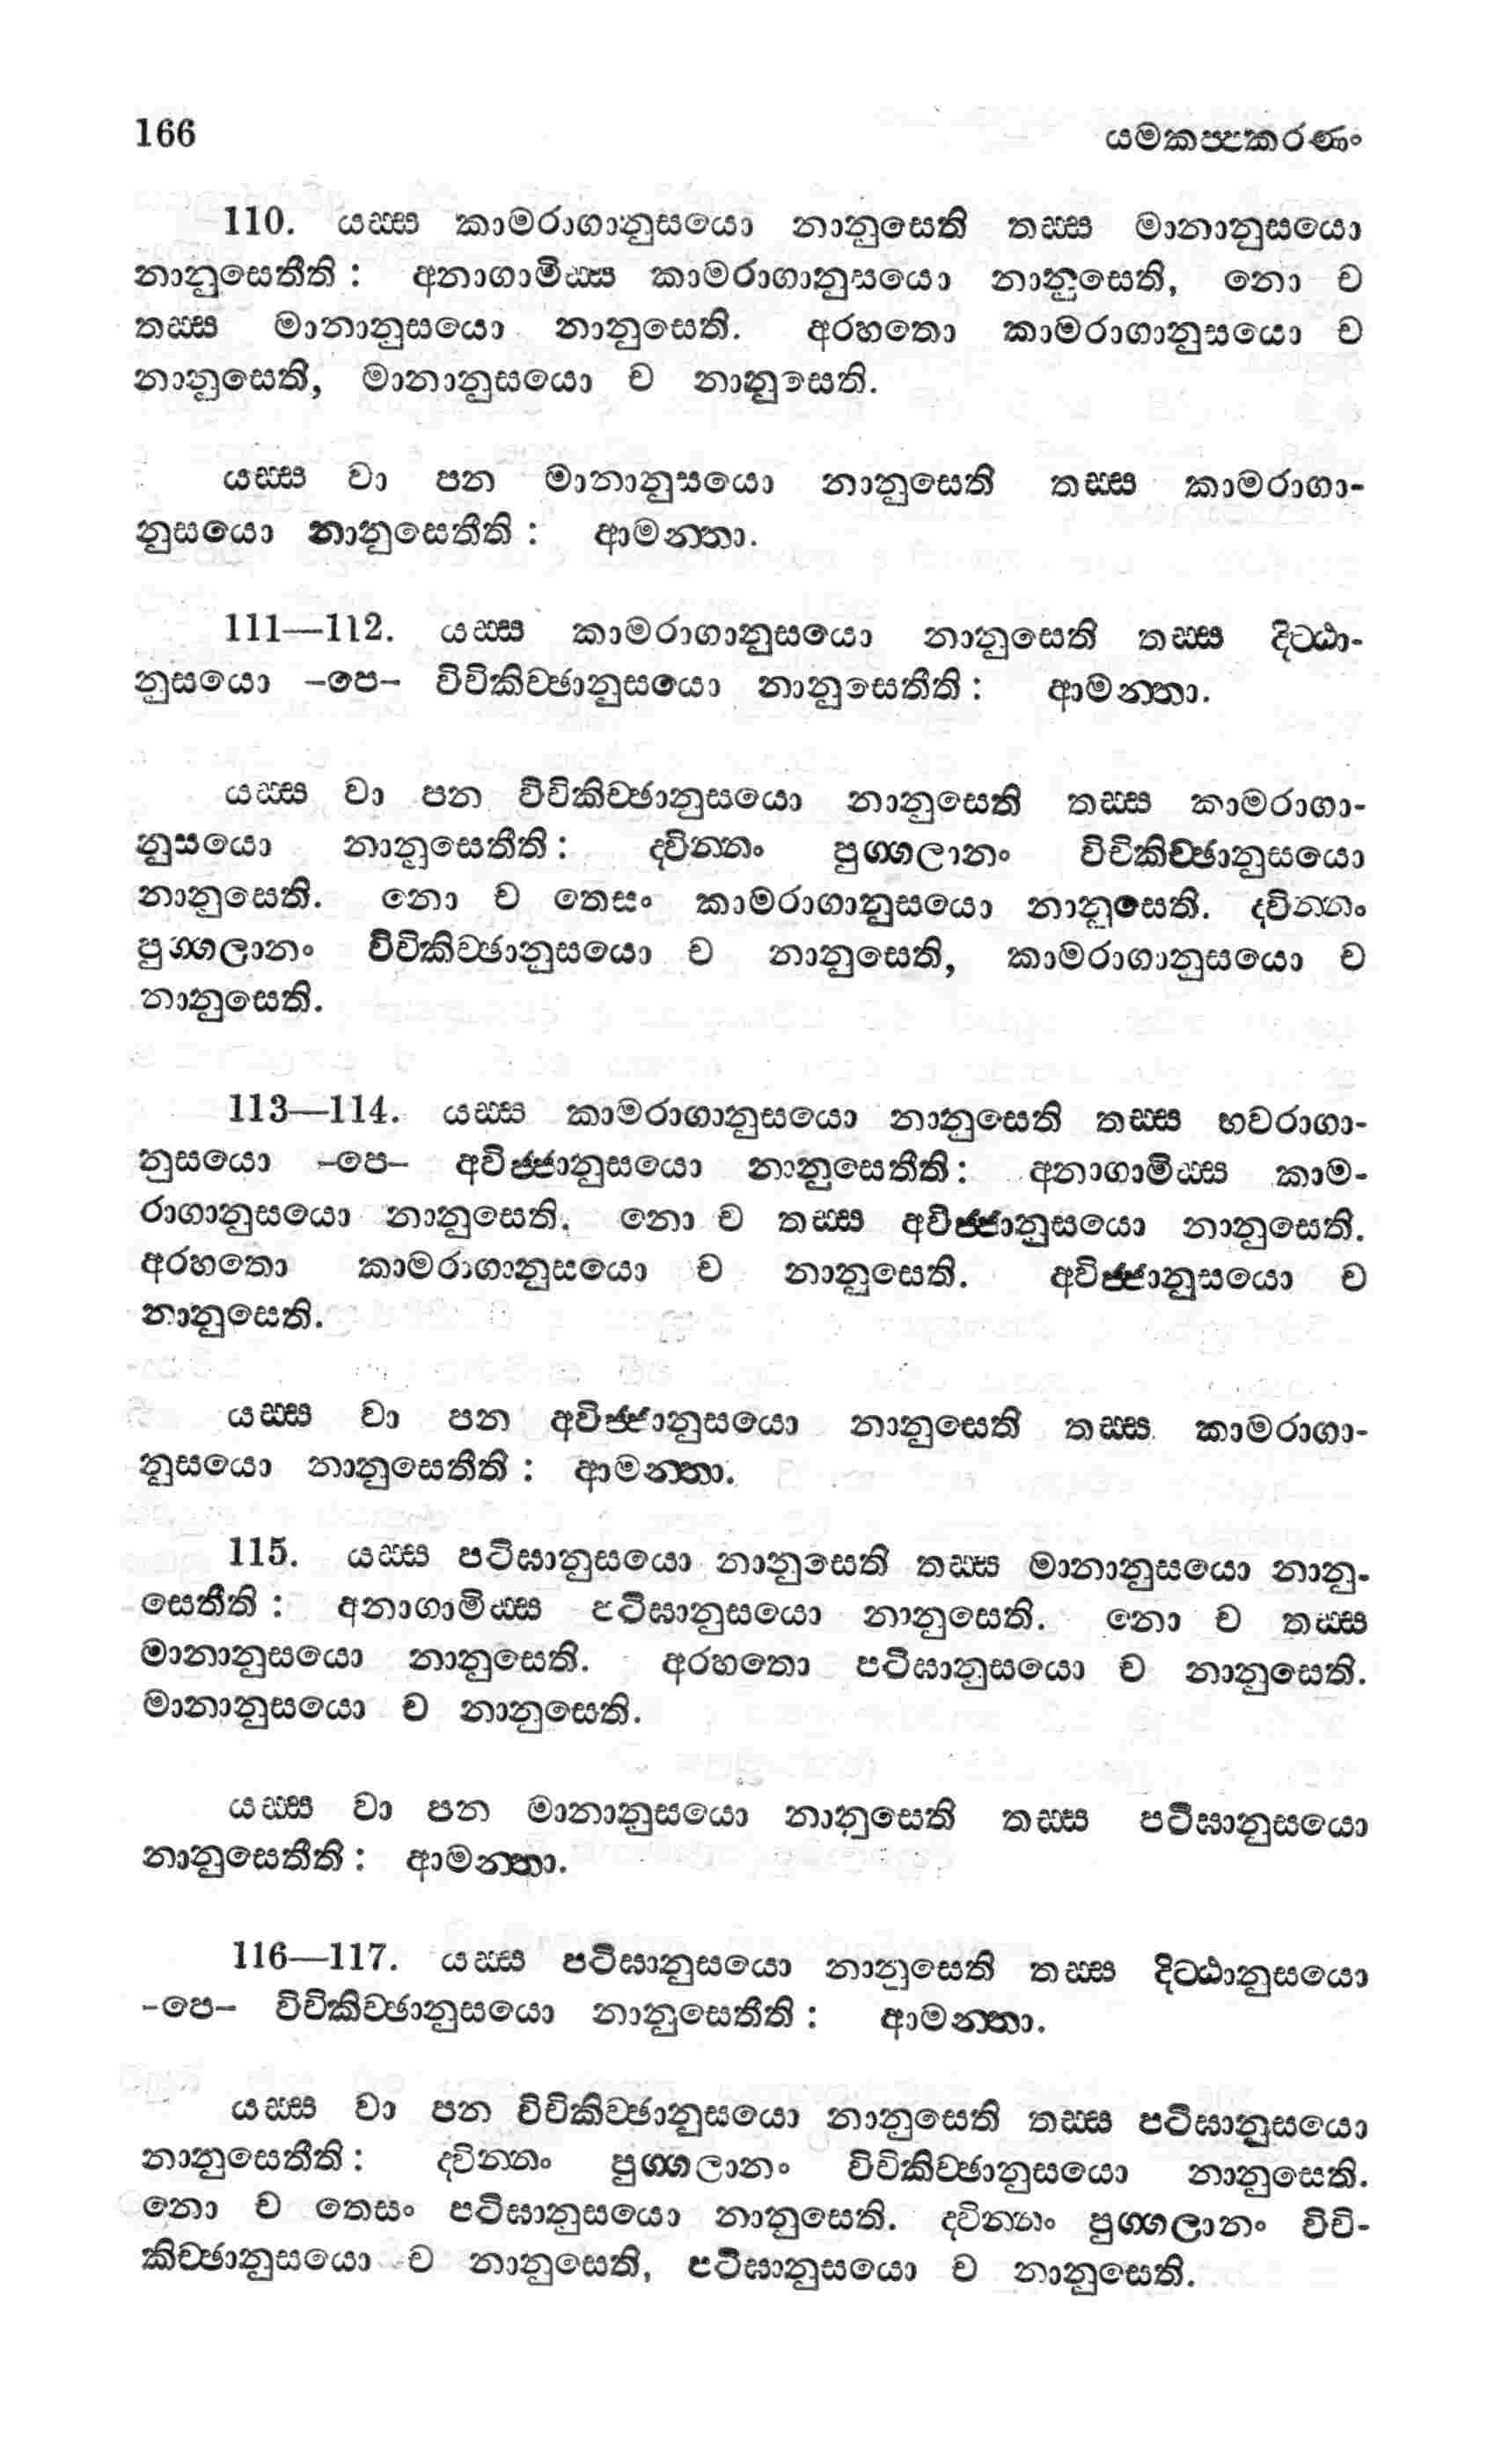 166 යමකප්පකරණං
110. යස්ස කාමරාගානුසයො නානුසෙති තස්ස මානානුසයො
නානුසෙතීති : අනාගාමිස්ස කාමරාගානුසයො නානුසෙති, නො ච
තස්ස මානානුසයො නානුසෙති. අරහතො කාමරාගානුසයො ච
නානුසෙති, මානානුසයො ච නානුසෙති.
යස්ස වා පන මානානුසයො නානුසෙති තස්ස කාමරාගා-
නුසයො නානුසෙතීති : ආමන්තා.
111—112. යස්ස කාමරාගානුසයො නානුසෙති තස්ස දිට්ඨා-
නුසයො -පෙ- විචිකිච්ඡානුසයො නානුසෙතීති : ආමන්තා.
යස්ස වා පන විචිකිච්ඡානුසයො නානුසෙති තස්ස කාමරාගා-
නුසයො නානුසෙතීති : ද්වින්නං පුග්ගලානං විචිකිච්ඡානුසයො
නානුසෙති. නො ච තෙසං කාමරාගානුසයො නානුසෙති. ද්වින්නං
පුග්ගලානං විචිකිච්ඡානුසයො ච නානුසෙති, කාමරාගානුසයො ච
නානුසෙති.
113—114. යස්ස කාමරාගානුසයො නානුසෙති තස්ස භවරාගා-
නුසයො -පෙ- අවිජ්ජානුසයො නානුසෙතීති : අනාගාමිස්ස කාම-
රාගානුසයො නානුසෙති. නො ච තස්ස අවිජ්ජානුසයො නානුසෙති.
අරහතො කාමරාගානුසයො ච නානුසෙති. අවිජ්ජානුසයො ච
නානුසෙති.
යස්ස වා පන අවිජ්ජානුසයො නානුසෙති තස්ස කාමරාගා-
නුසයො නානුසෙතීති : ආමන්තා.
115. යස්ස පටිඝානුසයො නානුසෙති තස්ස මානානුසයො නානු-
සෙතීති : අනාගාමිස්ස පටිඝානුසයො නානුසෙති. නො ච තස්ස
මානානුසයො නානුසෙති. අරහතො පටිඝානුසයො ච නානුසෙති.
මානානුසයො ච නානුසෙති.
යස්ස වා පන මානානුසයො නානුසෙති තස්ස පටිඝානුසයො
නානුසෙතීති : ආමන්තා.
116—117. යස්ස පටිඝානුසයො නානුසෙති තස්ස දිට්ඨානුසයො
-පෙ- විචිකිච්ඡානුසයො නානුසෙතීති : ආමන්තා.
යස්ස වා පන විචිකිච්ඡානුසයො නානුසෙති තස්ස පටිඝානුසයො
නානුසෙතීති : ද්වින්නං පුග්ගලානං විචිකිච්ඡානුසයො නානුසෙති.
නො ච තෙසං පටිඝානුසයො නානුසෙති. ද්වින්නං පුග්ගලානං විචි-
කිච්ඡානුසයො ච නානුසෙති, පටිඝානුසයො ච නානුසෙති.